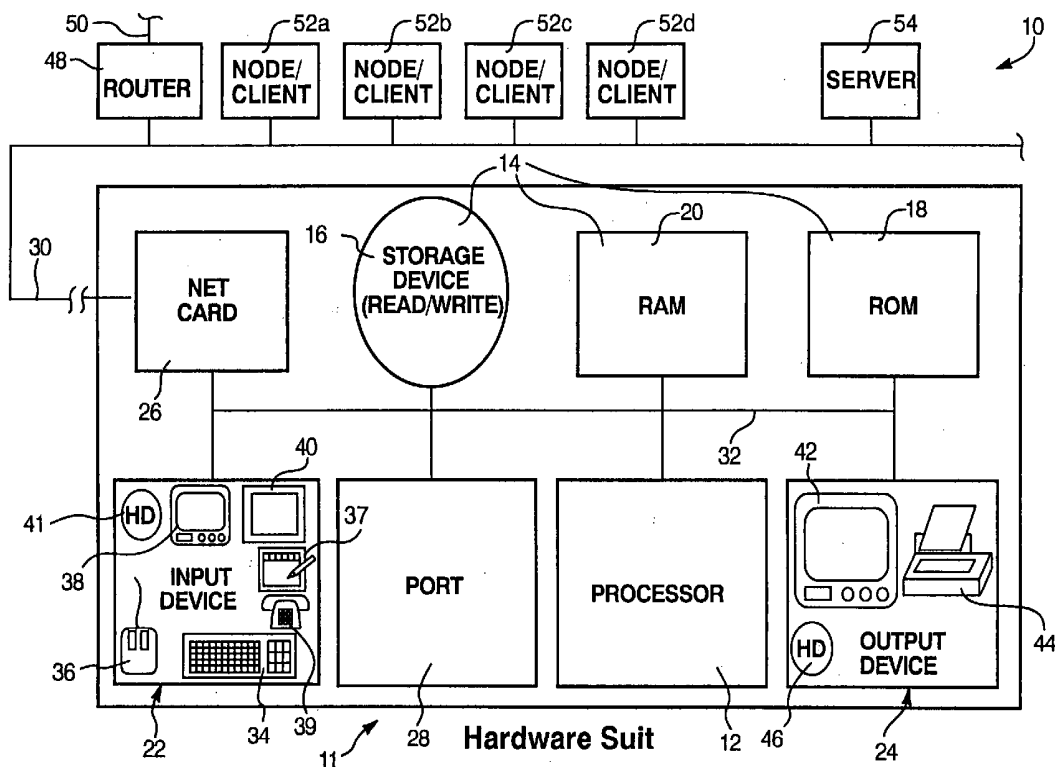 50
52a
52b
52c
52d
54
10
48
ROUTER
NODE/
CLIENT
NODE/
CLIENT
NODE/
CLIENT
NODE/
CLIENT
SERVER
14
20
18
16
STORAGE
DEVICE
(READ/WRITE)
30
NET
CARD
RAM
ROM
26
32
40
42
41
HD
37
38
INPUT
DEVICE
PORT
PROCESSOR
44
36
HD
OUTPUT
DEVICE
22
34
39
28
12
46
24
11
Hardware Suit